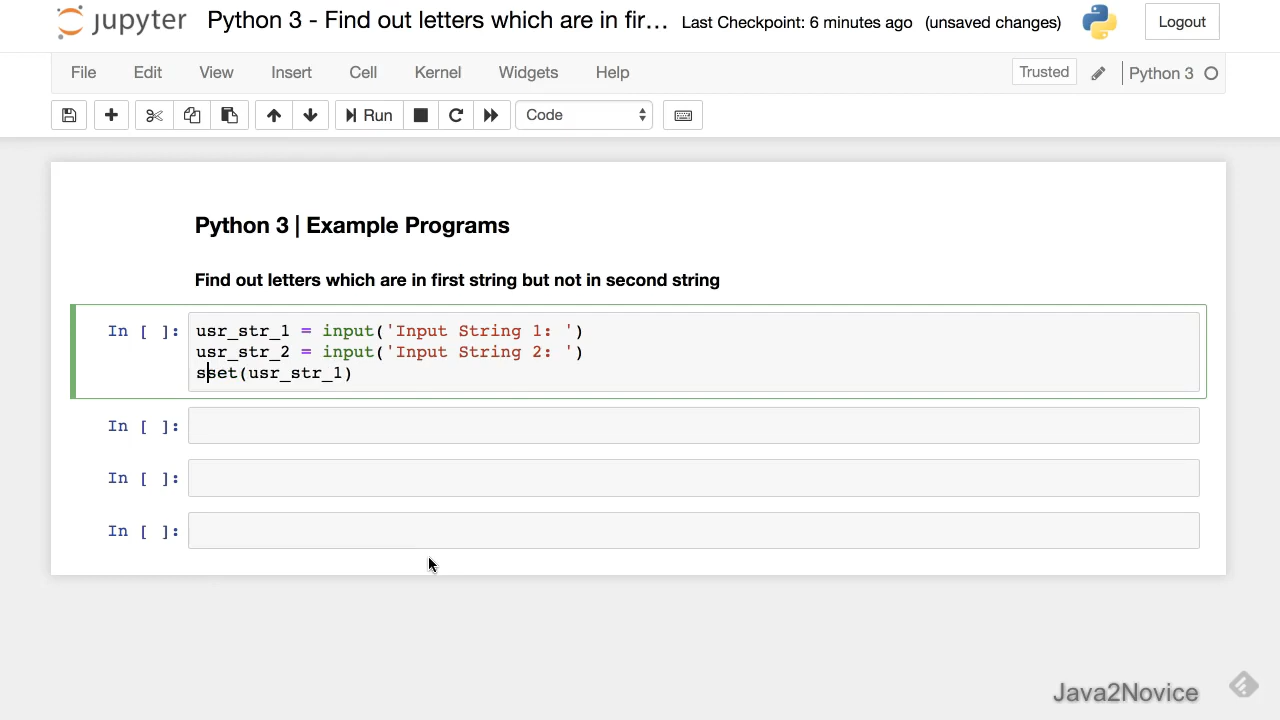 jupyter Python 3 - Find out letters which are in fir... Last Checkpoint: 6 minutes ago (unsaved changes) Logout
File Edit View Insert Cell Kernel Widgets Help Trusted Python 3
Run Code
Python 3 | Example Programs
Find out letters which are in first string but not in second string
In [ ]: usr_str_1 = input('Input String 1: ')
usr_str_2 = input('Input String 2: ')
sset(usr_str_1)
In [ ]:
In [ ]:
In [ ]:
Java2Novice